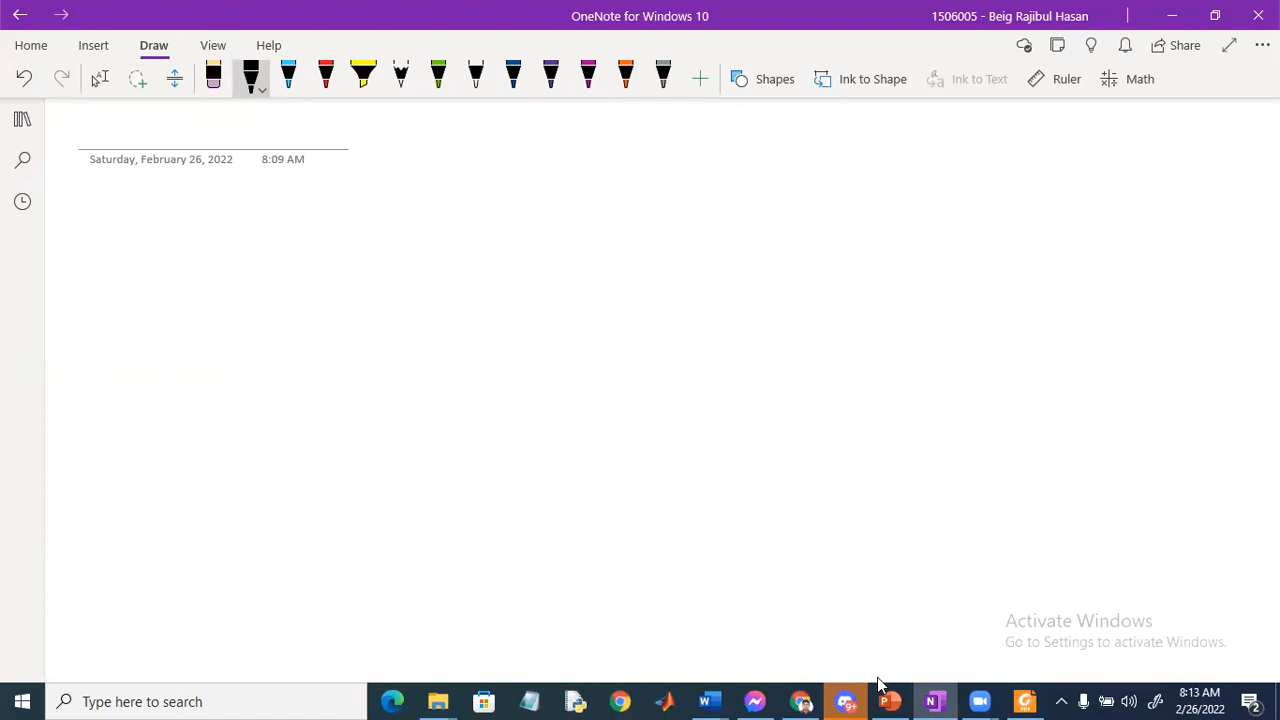 OneNote for Windows 10
1506005 - Beig Rajibul Hasan
Home Insert Draw View Help
Share
Shapes
Ink to Shape
Ink to Text
Ruler
Math
Saturday, February 26, 2022 8:09 AM
Activate Windows
Go to Settings to activate Windows.
Type here to search
9+
8:13 AM
2/26/2022
2